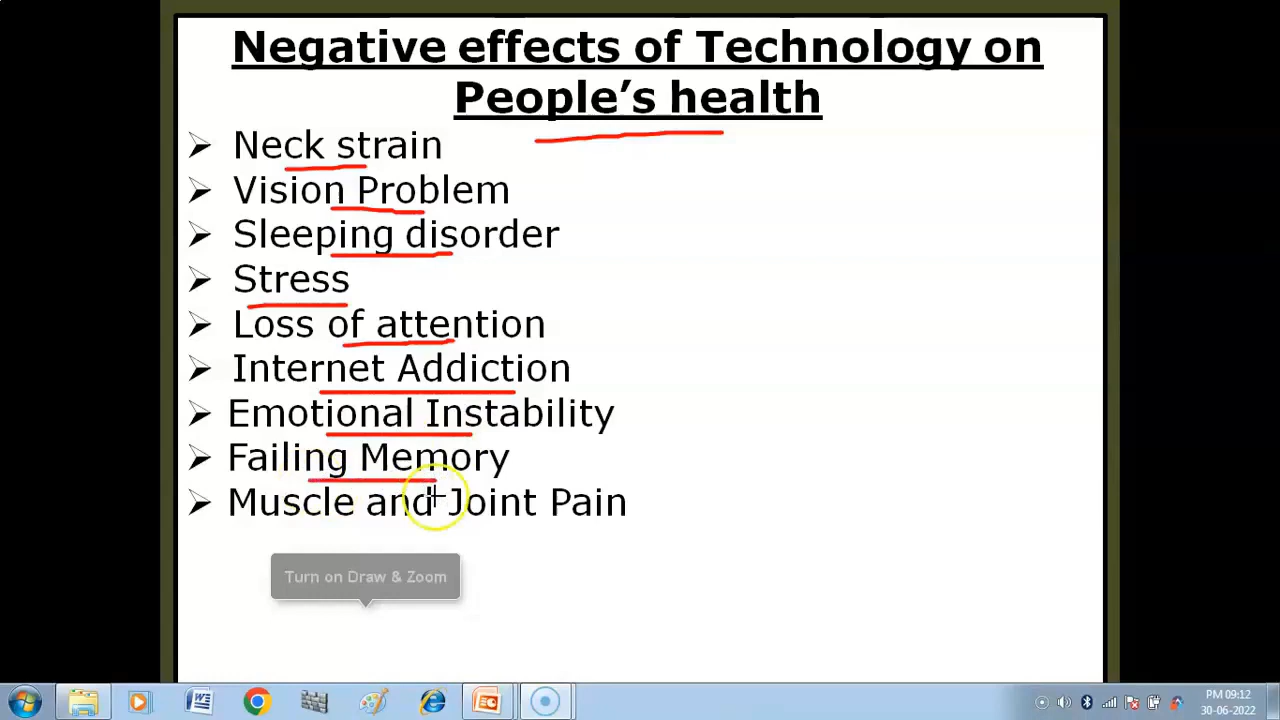 Negative effects of Technology on
People’s health
➢ Neck strain
➢ Vision Problem
➢ Sleeping disorder
➢ Stress
➢ Loss of attention
➢ Internet Addiction
➢ Emotional Instability
➢ Failing Memory
➢ Muscle and Joint Pain
Turn on Draw & Zoom
PM 09:12
30-06-2022